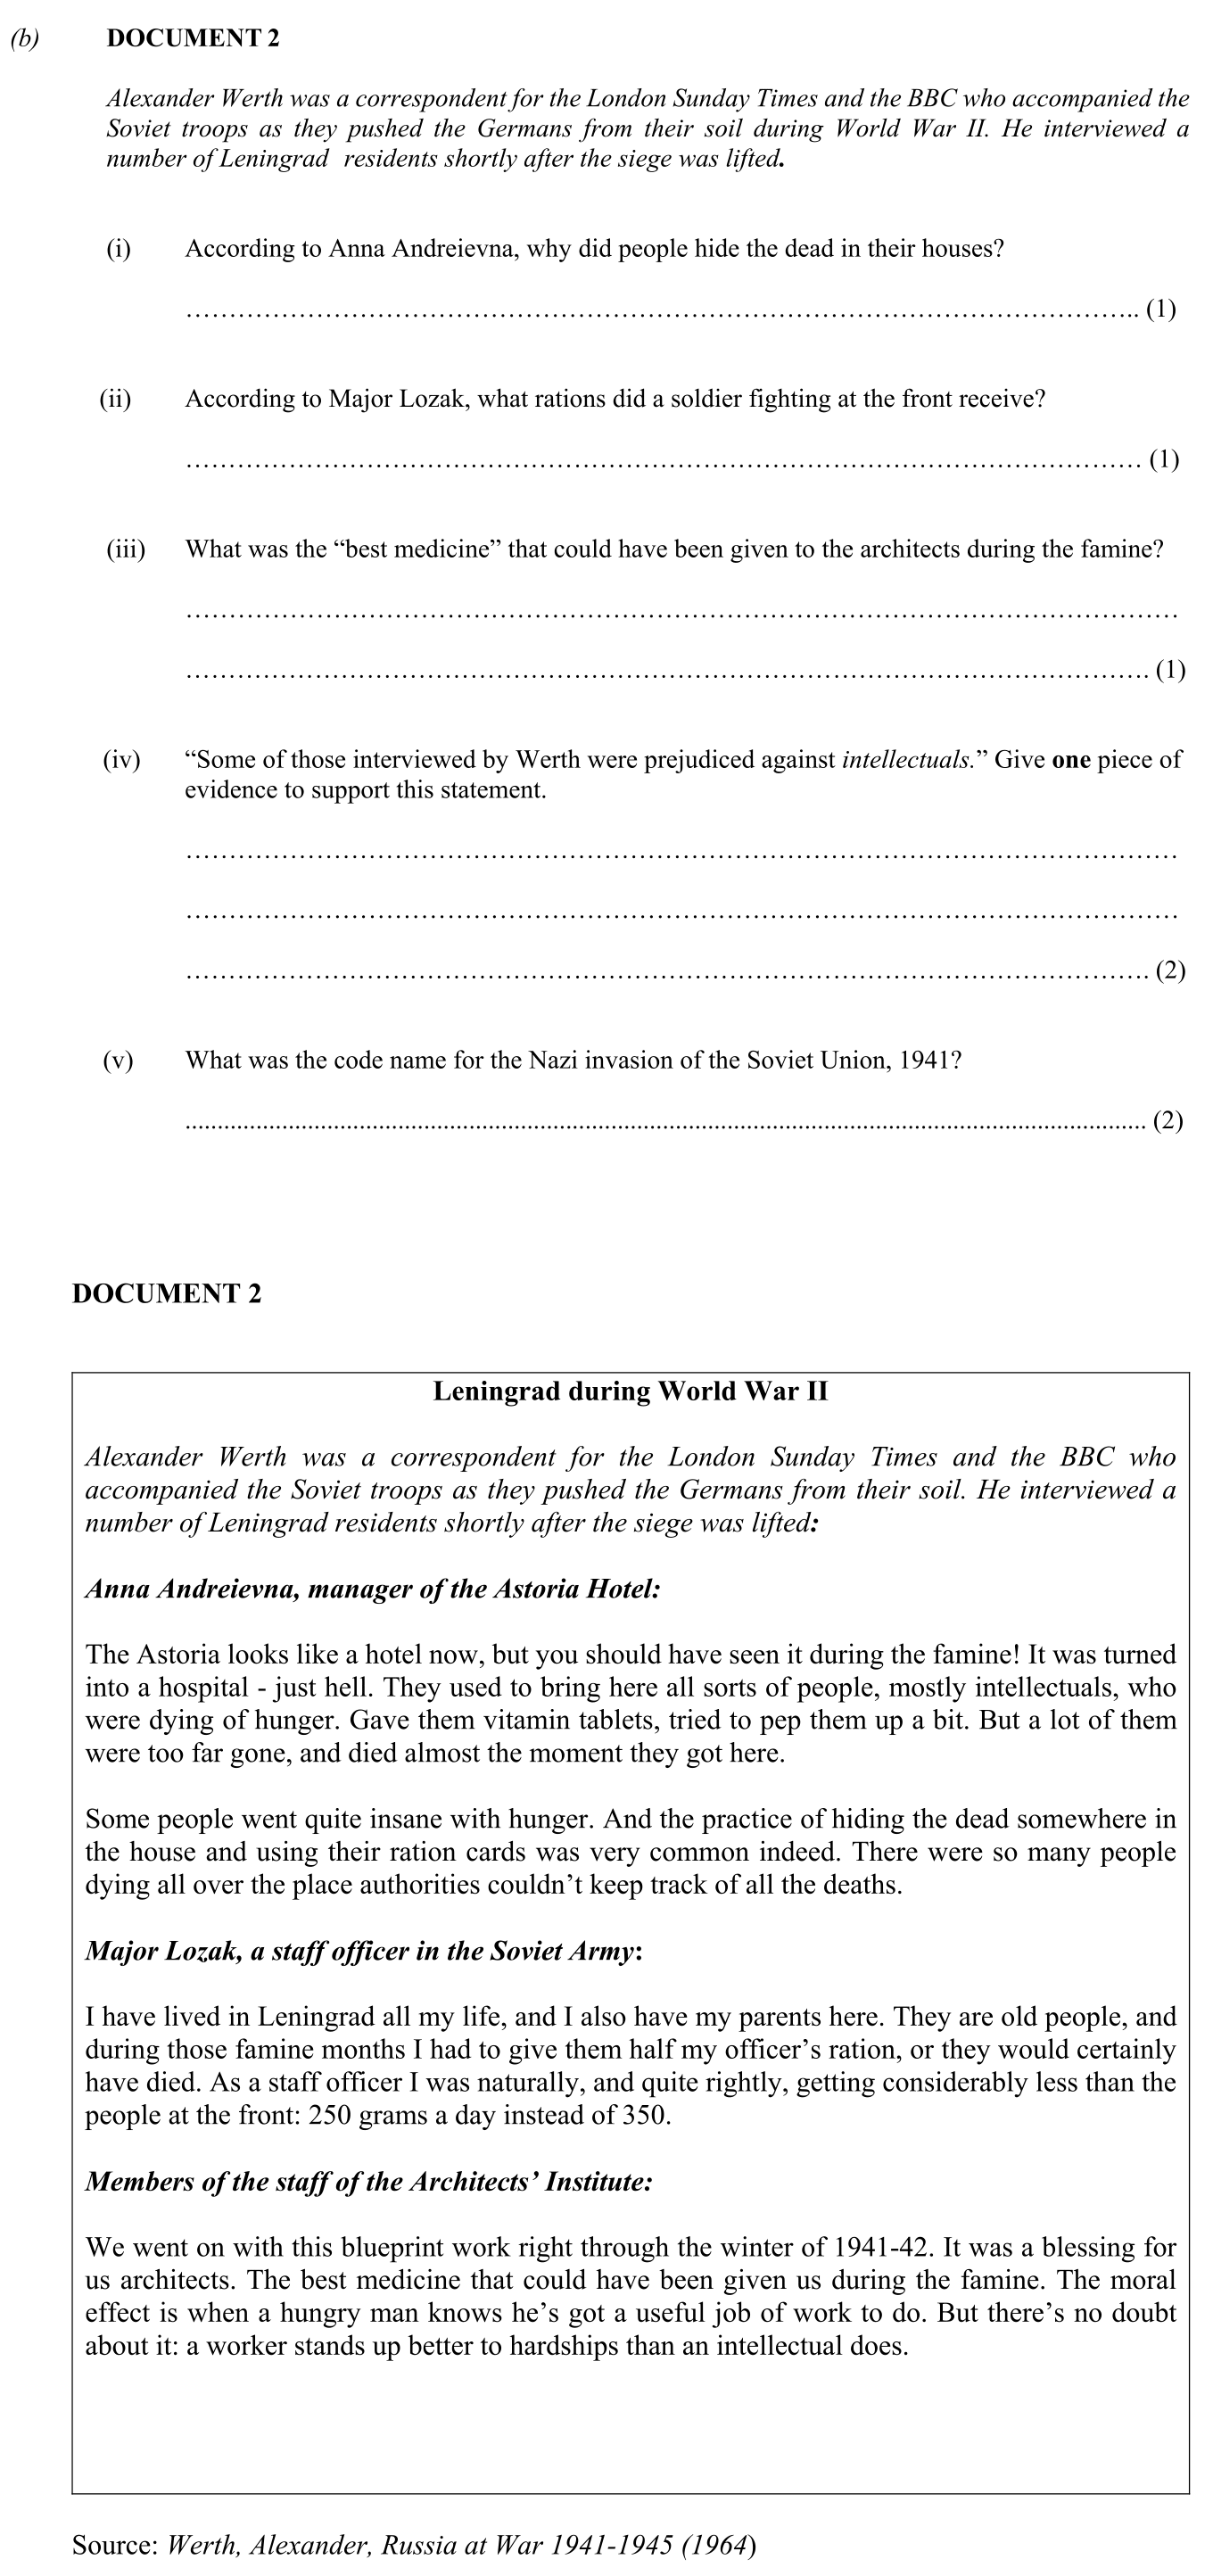 (b) DOCUMENT 2
Alexander Werth was a correspondent for the London Sunday Times and the BBC who accompanied the
Soviet troops as they pushed the Germans from their soil during World War II. He interviewed a
number of Leningrad residents shortly after the siege was lifted.
(i) According to Anna Andreievna, why did people hide the dead in their houses?
……………………………………………………………………………………………….. (1)
(ii) According to Major Lozak, what rations did a soldier fighting at the front receive?
………………………………………………………………………………………………… (1)
(iii) What was the “best medicine” that could have been given to the architects during the famine?
……………………………………………………………………………………………………
………………………………………………………………………………………………… (1)
(iv) “Some of those interviewed by Werth were prejudiced against intellectuals.” Give one piece of
evidence to support this statement.
……………………………………………………………………………………………………
……………………………………………………………………………………………………
………………………………………………………………………………………………… (2)
(v) What was the code name for the Nazi invasion of the Soviet Union, 1941?
..................................................................................................................................................... (2)
DOCUMENT 2
Leningrad during World War II
Alexander Werth was a correspondent for the London Sunday Times and the BBC who
accompanied the Soviet troops as they pushed the Germans from their soil. He interviewed a
number of Leningrad residents shortly after the siege was lifted:
Anna Andreievna, manager of the Astoria Hotel:
The Astoria looks like a hotel now, but you should have seen it during the famine! It was turned
into a hospital - just hell. They used to bring here all sorts of people, mostly intellectuals, who
were dying of hunger. Gave them vitamin tablets, tried to pep them up a bit. But a lot of them
were too far gone, and died almost the moment they got here.
Some people went quite insane with hunger. And the practice of hiding the dead somewhere in
the house and using their ration cards was very common indeed. There were so many people
dying all over the place authorities couldn’t keep track of all the deaths.
Major Lozak, a staff officer in the Soviet Army:
I have lived in Leningrad all my life, and I also have my parents here. They are old people, and
during those famine months I had to give them half my officer’s ration, or they would certainly
have died. As a staff officer I was naturally, and quite rightly, getting considerably less than the
people at the front: 250 grams a day instead of 350.
Members of the staff of the Architects’ Institute:
We went on with this blueprint work right through the winter of 1941-42. It was a blessing for
us architects. The best medicine that could have been given us during the famine. The moral
effect is when a hungry man knows he’s got a useful job of work to do. But there’s no doubt
about it: a worker stands up better to hardships than an intellectual does.
Source: Werth, Alexander, Russia at War 1941-1945 (1964)